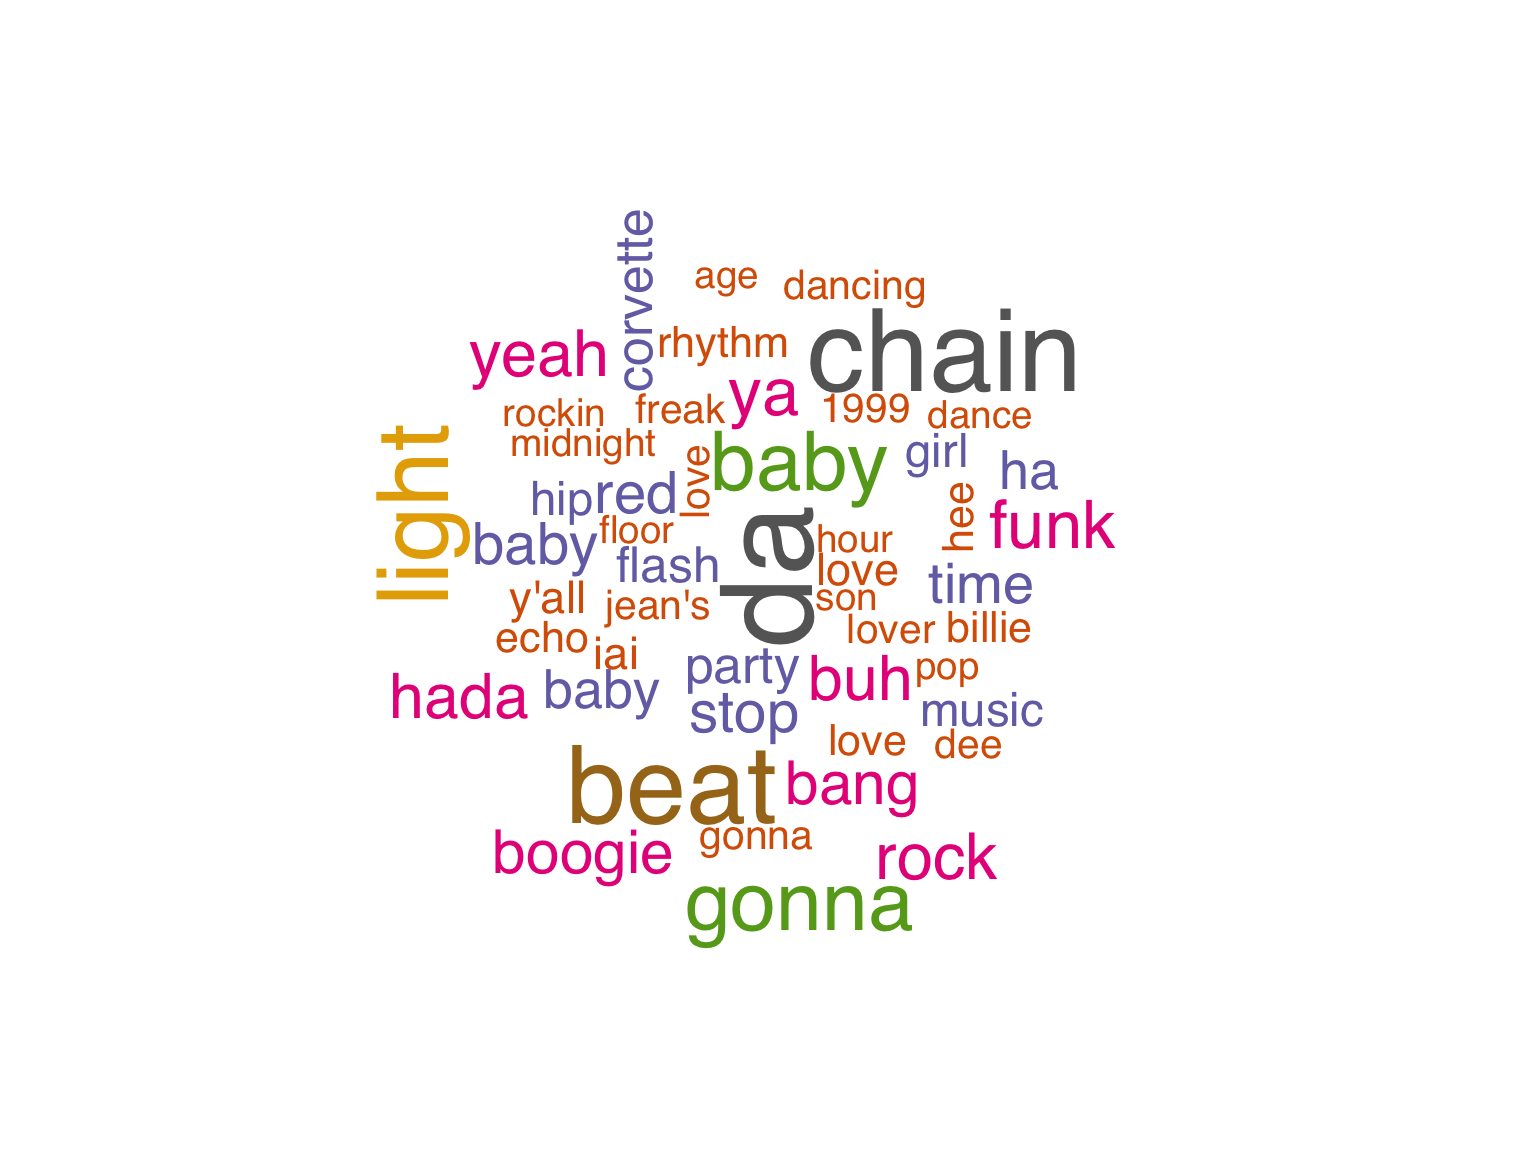 corvette
age
dancing
chain
yeah
rhythm
ya
rockin
freak
1999
dance
midnight
light
love
baby
girl
ha
hip
red
hee
funk
baby
floor
flash
da
hour
love
time
y'all
jean's
son
echo
iai
lover
billie
hada
baby
party
buh
pop
stop
music
love
dee
beat
bang
boogie
gonna
rock
gonna